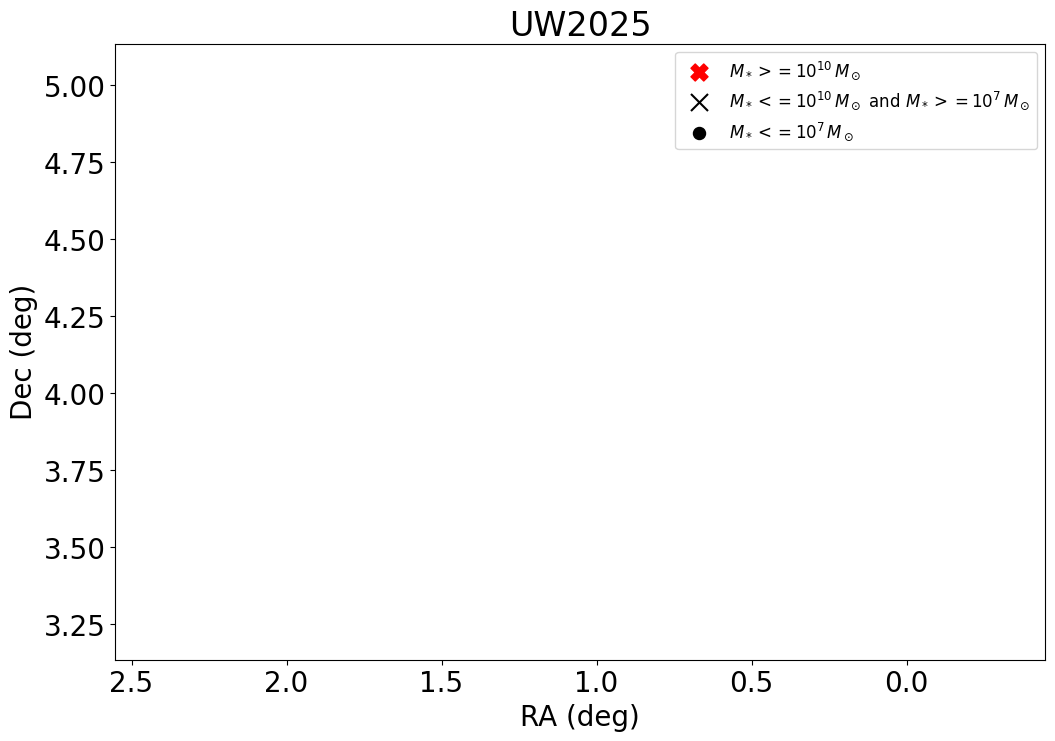 UW2025
M* >= 10^10 M⊙
M* <= 10^10 M⊙ and M* >= 10^7 M⊙
M* <= 10^7 M⊙
5.00
4.75
4.50
4.25
4.00
3.75
3.50
3.25
Dec (deg)
2.5 2.0 1.5 1.0 0.5 0.0
RA (deg)